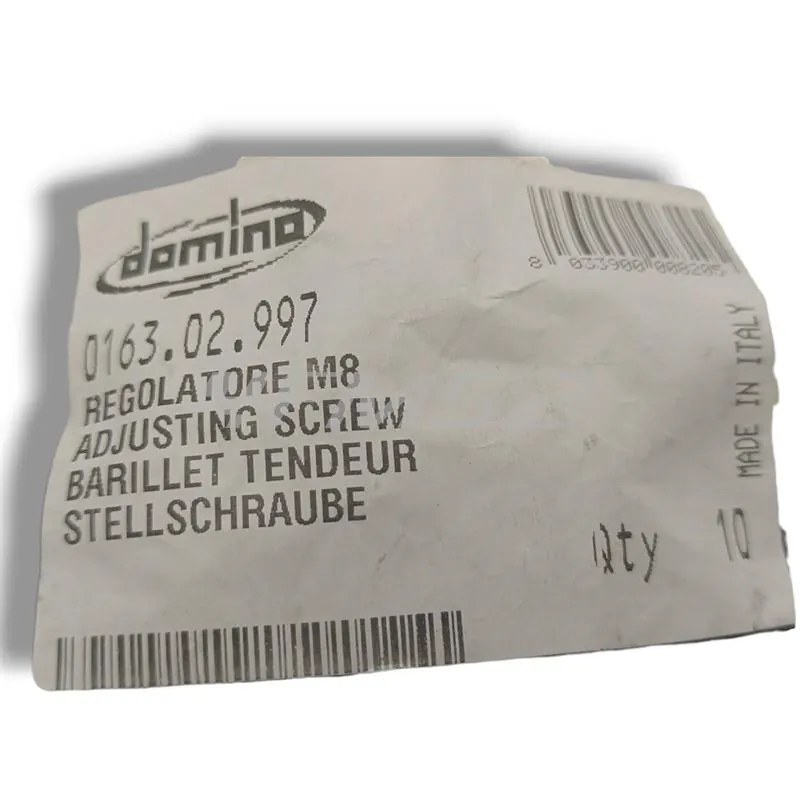 domino
8 033900 008205
0163.02.997
REGOLATORE M8
ADJUSTING SCREW
BARILLET TENDEUR
STELLSCHRAUBE
MADE IN ITALY
Qty 10